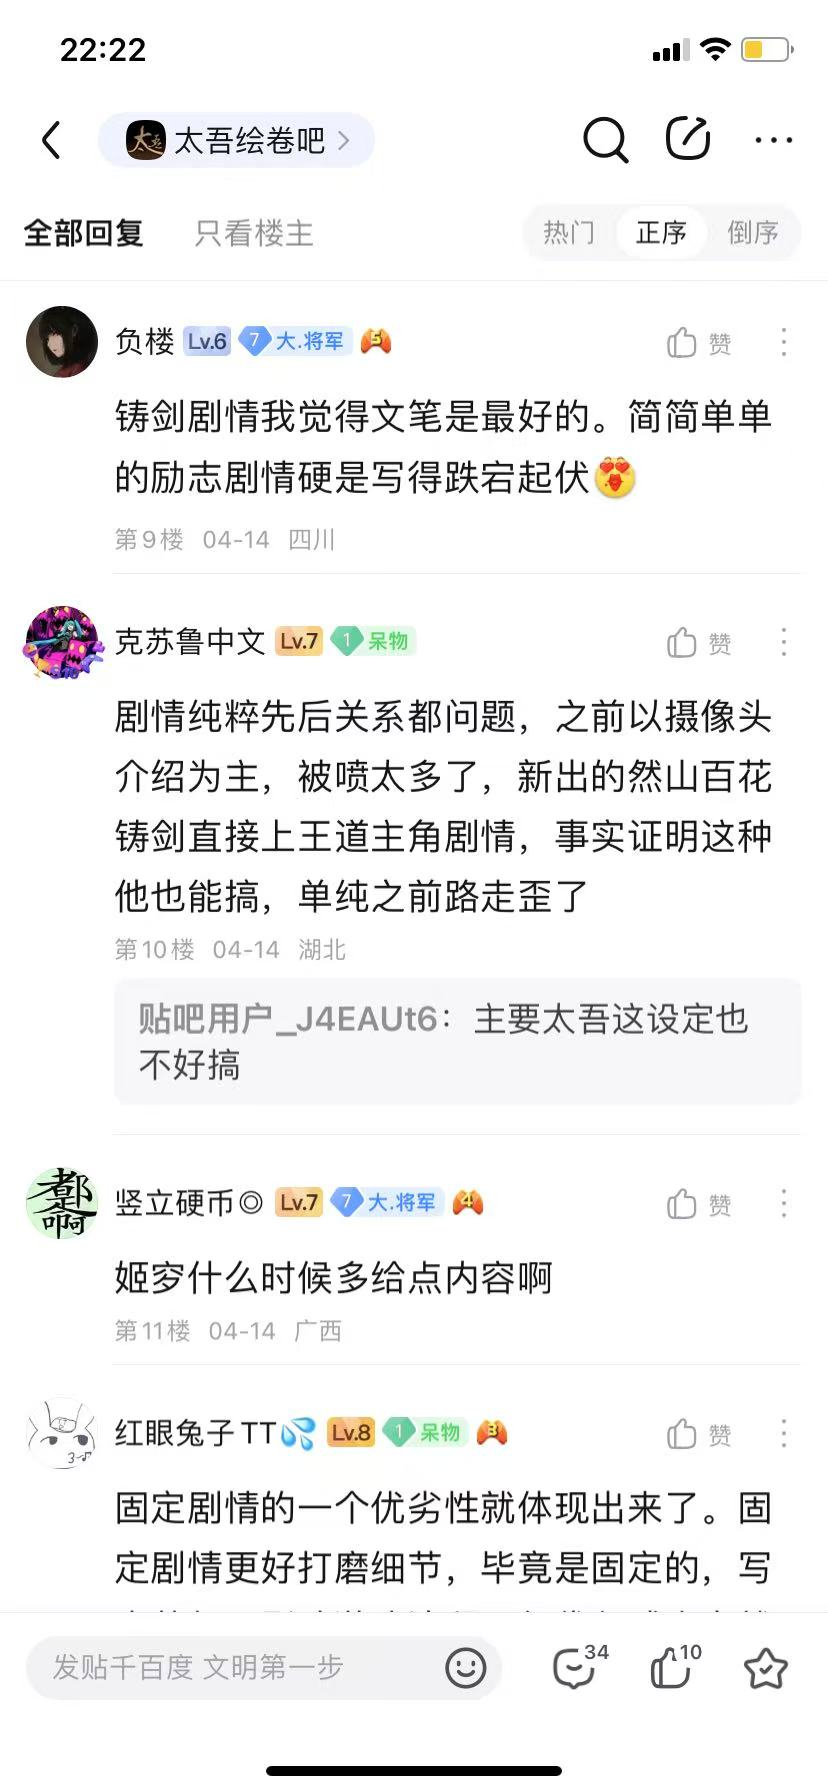 22:22
太吾绘卷吧
全部回复 只看楼主 热门 正序 倒序
负楼 Lv.6 7 大.将军 5 赞
铸剑剧情我觉得文笔是最好的。简简单单
的励志剧情硬是写得跌宕起伏
第9楼 04-14 四川
克苏鲁中文 Lv.7 1 呆物 赞
剧情纯粹先后关系都问题，之前以摄像头
介绍为主，被喷太多了，新出的然山百花
铸剑直接上王道主角剧情，事实证明这种
他也能搞，单纯之前路走歪了
第10楼 04-14 湖北
贴吧用户_J4EAUt6：主要太吾这设定也
不好搞
竖立硬币◎ Lv.7 7 大.将军 4 赞
姬穸什么时候多给点内容啊
第11楼 04-14 广西
红眼兔子TT💦 Lv.8 1 呆物 3 赞
固定剧情的一个优劣性就体现出来了。固
定剧情更好打磨细节，毕竟是固定的，写
发贴千百度 文明第一步 34 10